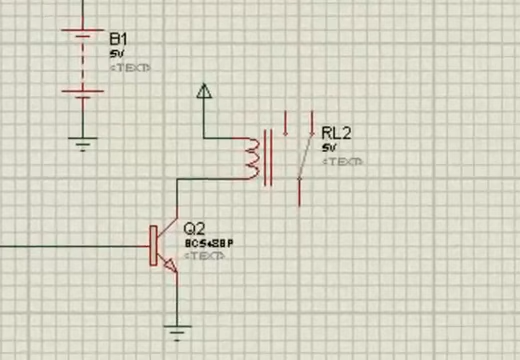 B1
5V
<TEXT>
RL2
5V
<TEXT>
Q2
BC548BP
<TEXT>